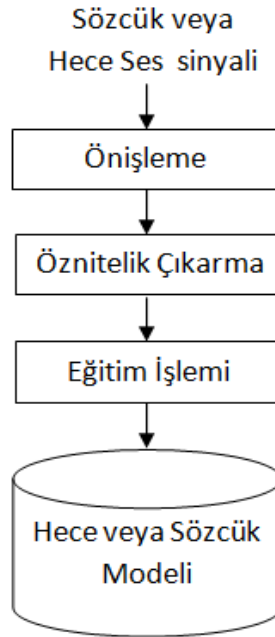 Sözcük veya
Hece Ses sinyali
Önişleme
Öznitelik Çıkarma
Eğitim İşlemi
Hece veya Sözcük
Modeli